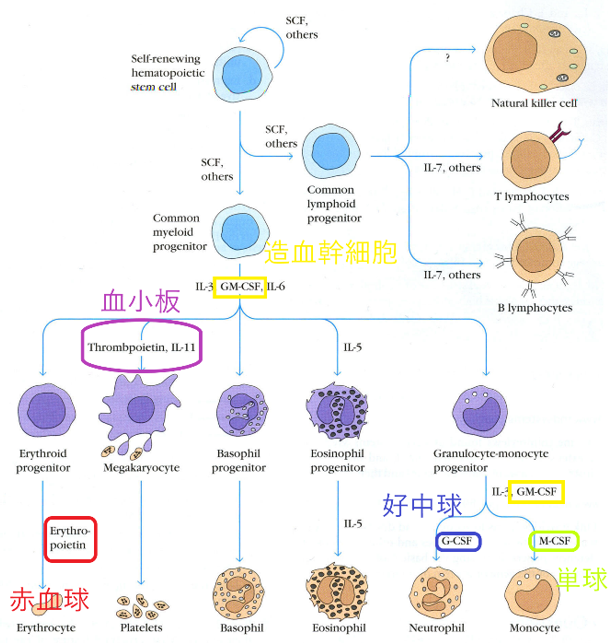 SCF,
others
Self-renewing
hematopoietic
stem cell
?
Natural killer cell
SCF,
others
SCF,
others
IL-7, others
Common
lymphoid
progenitor
T lymphocytes
Common
myeloid
progenitor
造血幹細胞
IL-7, others
B lymphocytes
IL-3, GM-CSF, IL-6
血小板
Thrombpoietin, IL-11
IL-5
Erythroid
progenitor
Megakaryocyte
Basophil
progenitor
Eosinophil
progenitor
Granulocyte-monocyte
progenitor
IL-3, GM-CSF
好中球
Erythro-
poietin
IL-5
G-CSF
M-CSF
赤血球
単球
Erythrocyte
Platelets
Basophil
Eosinophil
Neutrophil
Monocyte